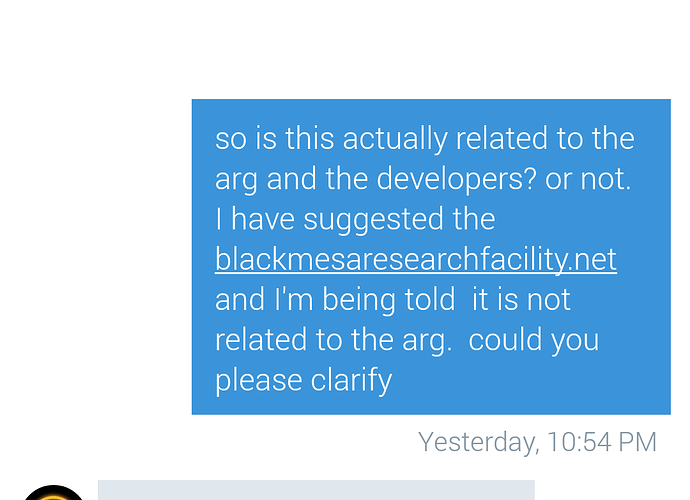 so is this actually related to the
arg and the developers? or not.
I have suggested the
blackmesaresearchfacility.net
and I'm being told  it is not
related to the arg.  could you
please clarify
Yesterday, 10:54 PM